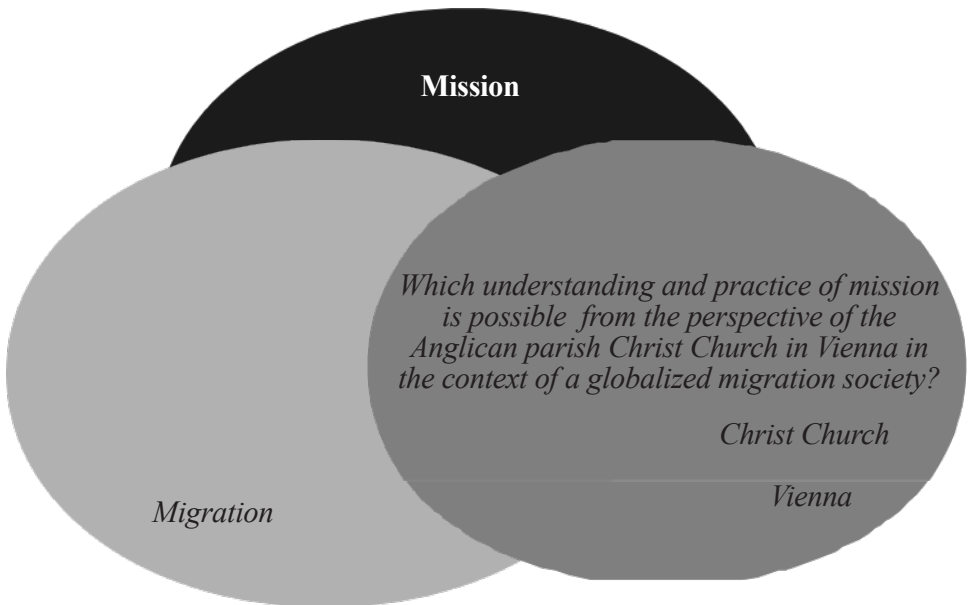 Mission
Which understanding and practice of mission
is possible from the perspective of the
Anglican parish Christ Church in Vienna in
the context of a globalized migration society?
Christ Church
Vienna
Migration